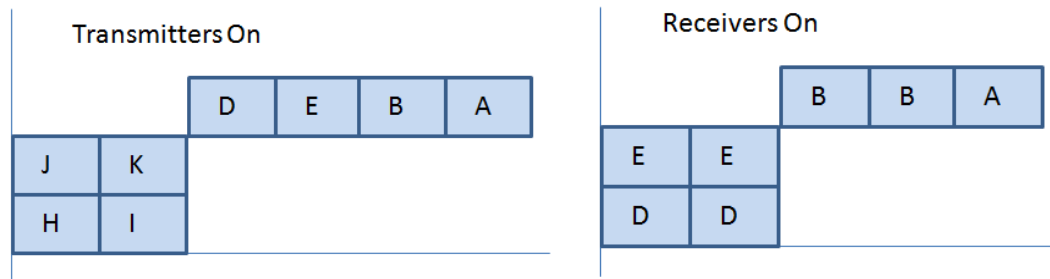 Transmitters On
D E B A
J K
H I
Receivers On
B B A
E E
D D